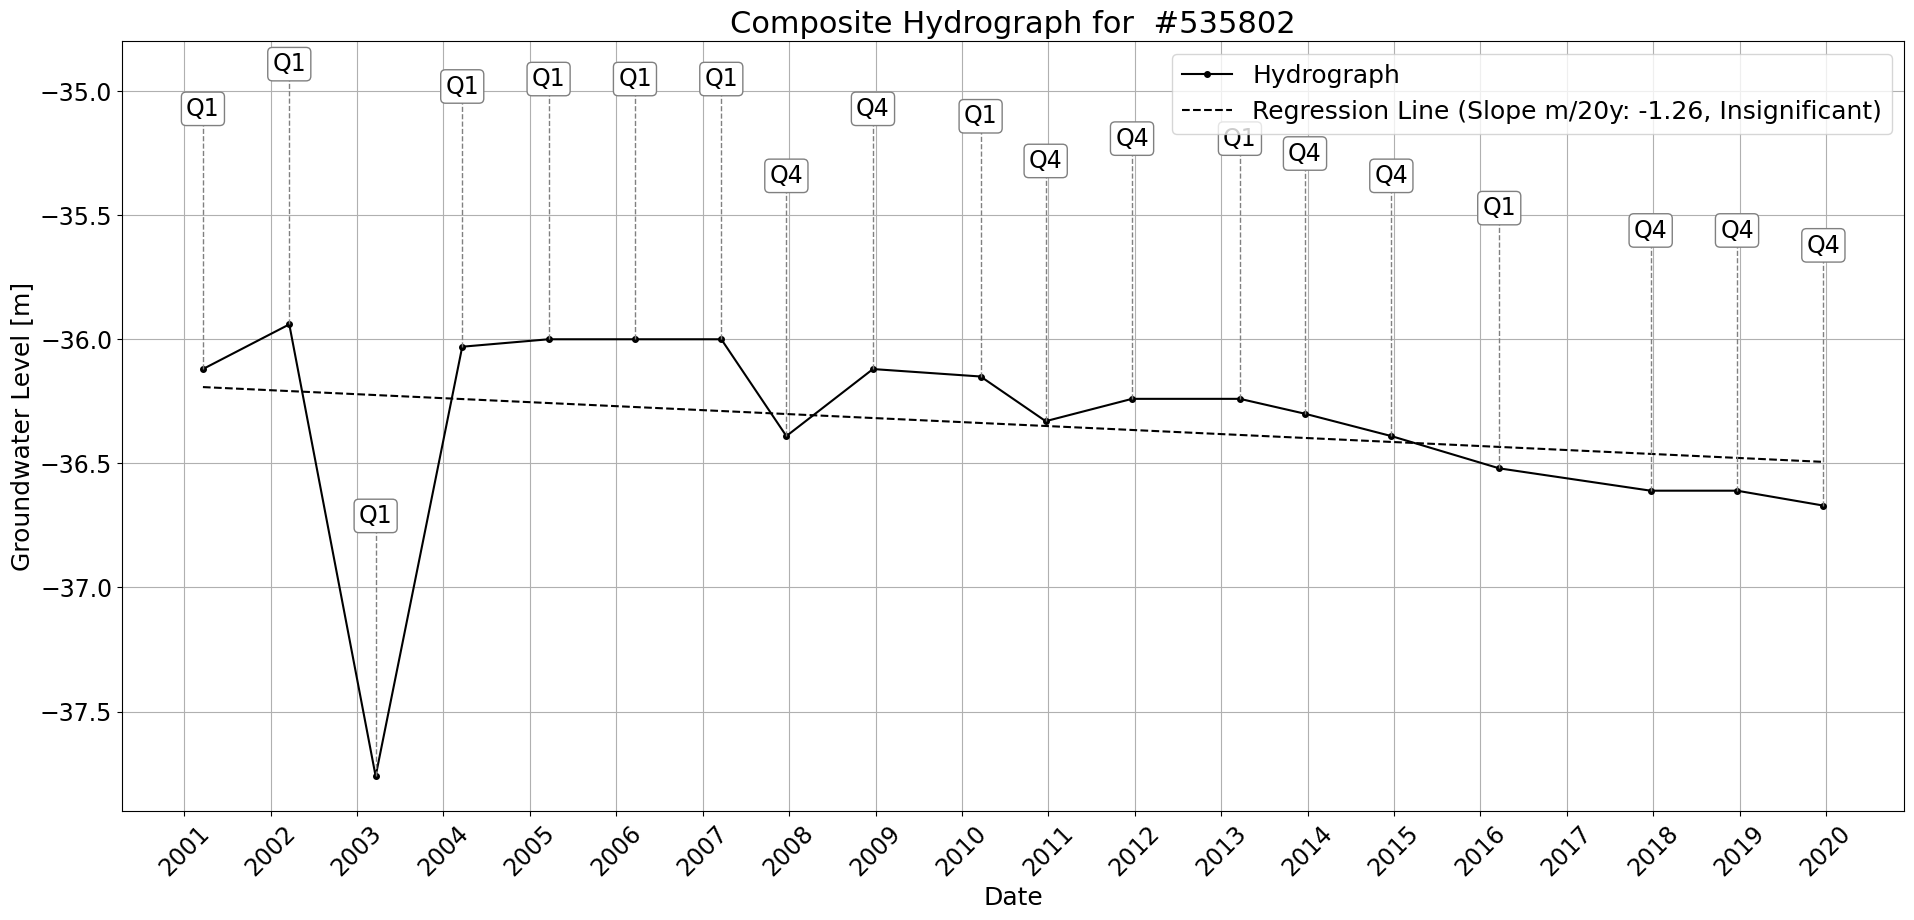 Composite Hydrograph for  #535802
Hydrograph
Regression Line (Slope m/20y: -1.26, Insignificant)
Q1
Q1
Q1
Q1
Q1
Q1
Q1
Q4
Q4
Q1
Q4
Q4
Q1
Q4
Q4
Q1
Q4
Q4
Q4
Groundwater Level [m]
−35.0
−35.5
−36.0
−36.5
−37.0
−37.5
2001
2002
2003
2004
2005
2006
2007
2008
2009
2010
2011
2012
2013
2014
2015
2016
2017
2018
2019
2020
Date